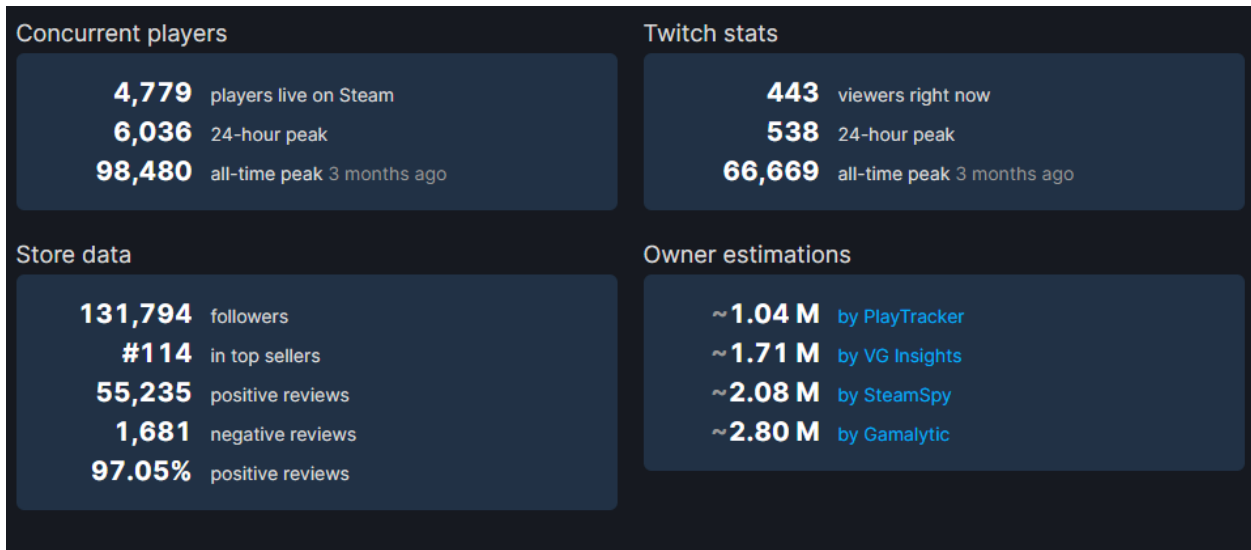 Concurrent players
4,779 players live on Steam
6,036 24-hour peak
98,480 all-time peak 3 months ago
Twitch stats
443 viewers right now
538 24-hour peak
66,669 all-time peak 3 months ago
Store data
131,794 followers
#114 in top sellers
55,235 positive reviews
1,681 negative reviews
97.05% positive reviews
Owner estimations
~1.04 M by PlayTracker
~1.71 M by VG Insights
~2.08 M by SteamSpy
~2.80 M by Gamalytic